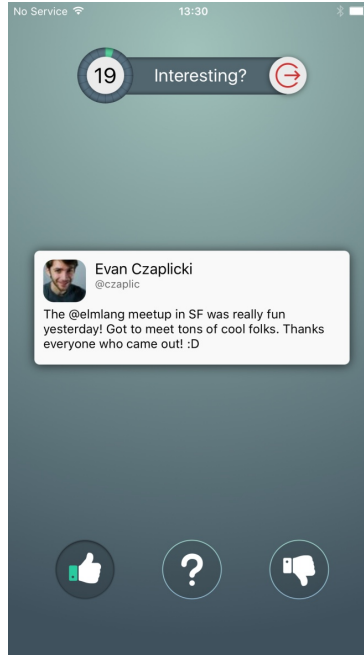 No Service 13:30
19 Interesting?
Evan Czaplicki
@czaplic
The @elmlang meetup in SF was really fun
yesterday! Got to meet tons of cool folks. Thanks
everyone who came out! :D
?